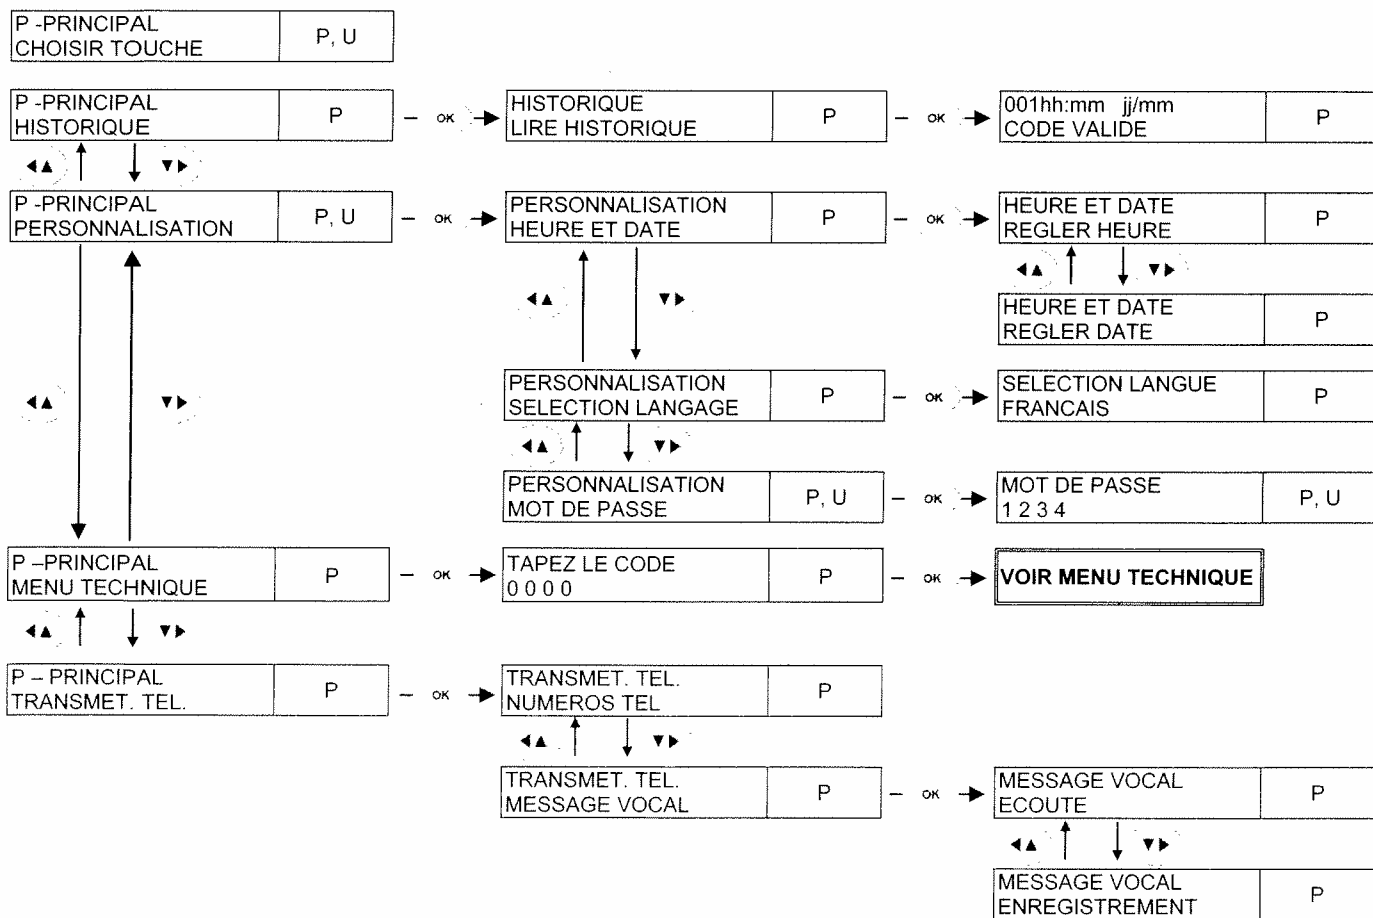 P -PRINCIPAL
CHOISIR TOUCHE
P, U
P -PRINCIPAL
HISTORIQUE
P
OK
HISTORIQUE
LIRE HISTORIQUE
P
OK
001hh:mm jj/mm
CODE VALIDE
P
P -PRINCIPAL
PERSONNALISATION
P, U
OK
PERSONNALISATION
HEURE ET DATE
P
OK
HEURE ET DATE
REGLER HEURE
P
HEURE ET DATE
REGLER DATE
P
PERSONNALISATION
SELECTION LANGAGE
P
OK
SELECTION LANGUE
FRANCAIS
P
PERSONNALISATION
MOT DE PASSE
P, U
OK
MOT DE PASSE
1 2 3 4
P, U
P –PRINCIPAL
MENU TECHNIQUE
P
OK
TAPEZ LE CODE
0 0 0 0
P
OK
VOIR MENU TECHNIQUE
P – PRINCIPAL
TRANSMET. TEL.
P
OK
TRANSMET. TEL.
NUMEROS TEL
P
TRANSMET. TEL.
MESSAGE VOCAL
P
OK
MESSAGE VOCAL
ECOUTE
P
MESSAGE VOCAL
ENREGISTREMENT
P